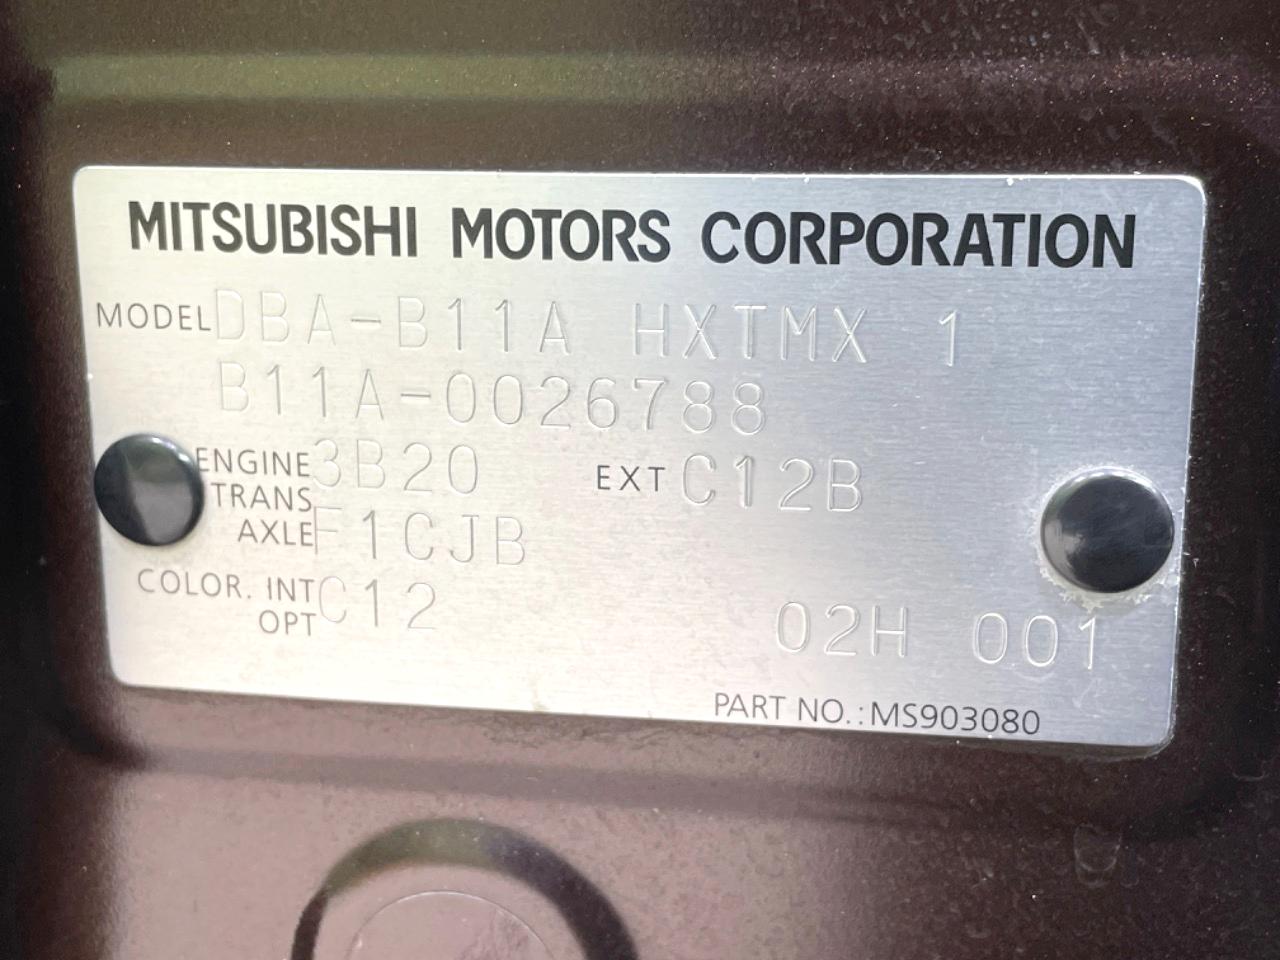 MITSUBISHI MOTORS CORPORATION
MODEL DBA-B11A HXTMX 1
B11A-0026788
ENGINE 3B20 EXT C12B
TRANS
AXLE F1CJB
COLOR. INT C12
OPT 02H 001
PART NO.:MS903080